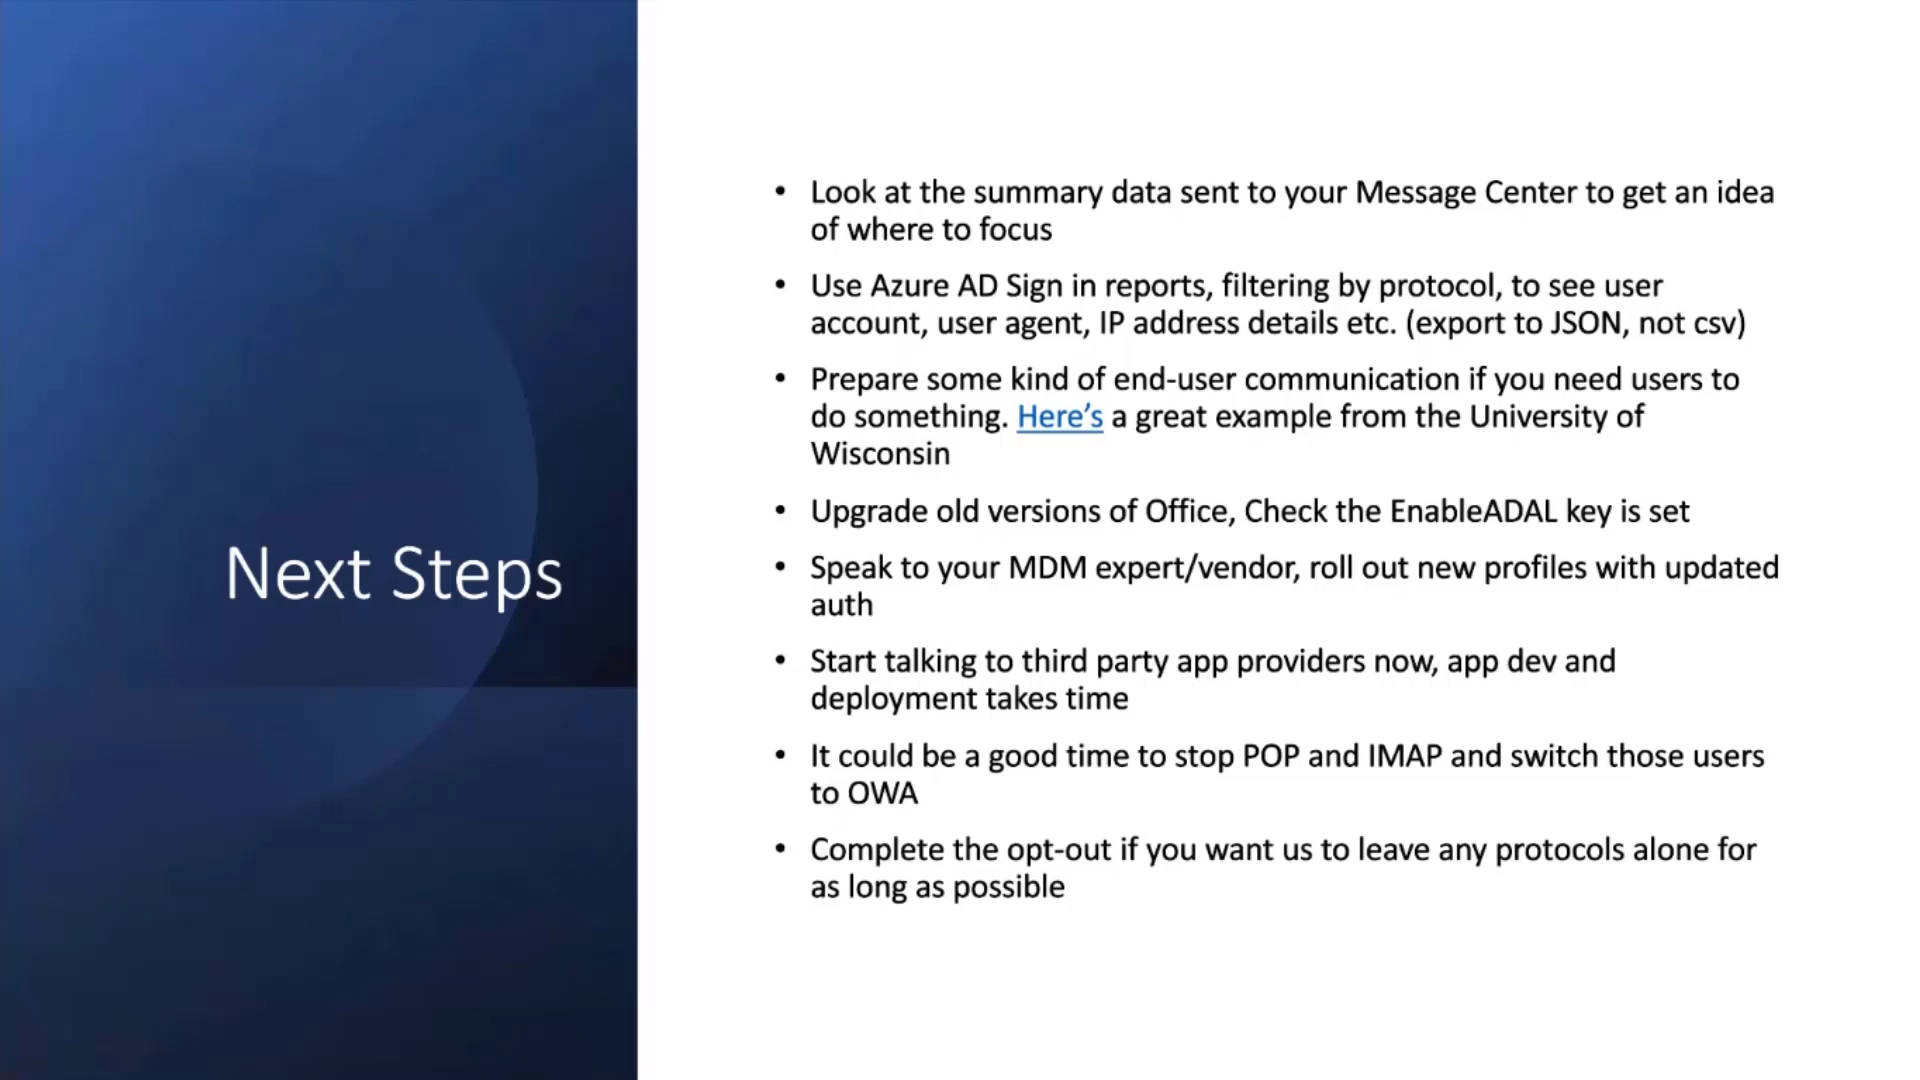 Next Steps
• Look at the summary data sent to your Message Center to get an idea
of where to focus
• Use Azure AD Sign in reports, filtering by protocol, to see user
account, user agent, IP address details etc. (export to JSON, not csv)
• Prepare some kind of end-user communication if you need users to
do something. Here’s a great example from the University of
Wisconsin
• Upgrade old versions of Office, Check the EnableADAL key is set
• Speak to your MDM expert/vendor, roll out new profiles with updated
auth
• Start talking to third party app providers now, app dev and
deployment takes time
• It could be a good time to stop POP and IMAP and switch those users
to OWA
• Complete the opt-out if you want us to leave any protocols alone for
as long as possible